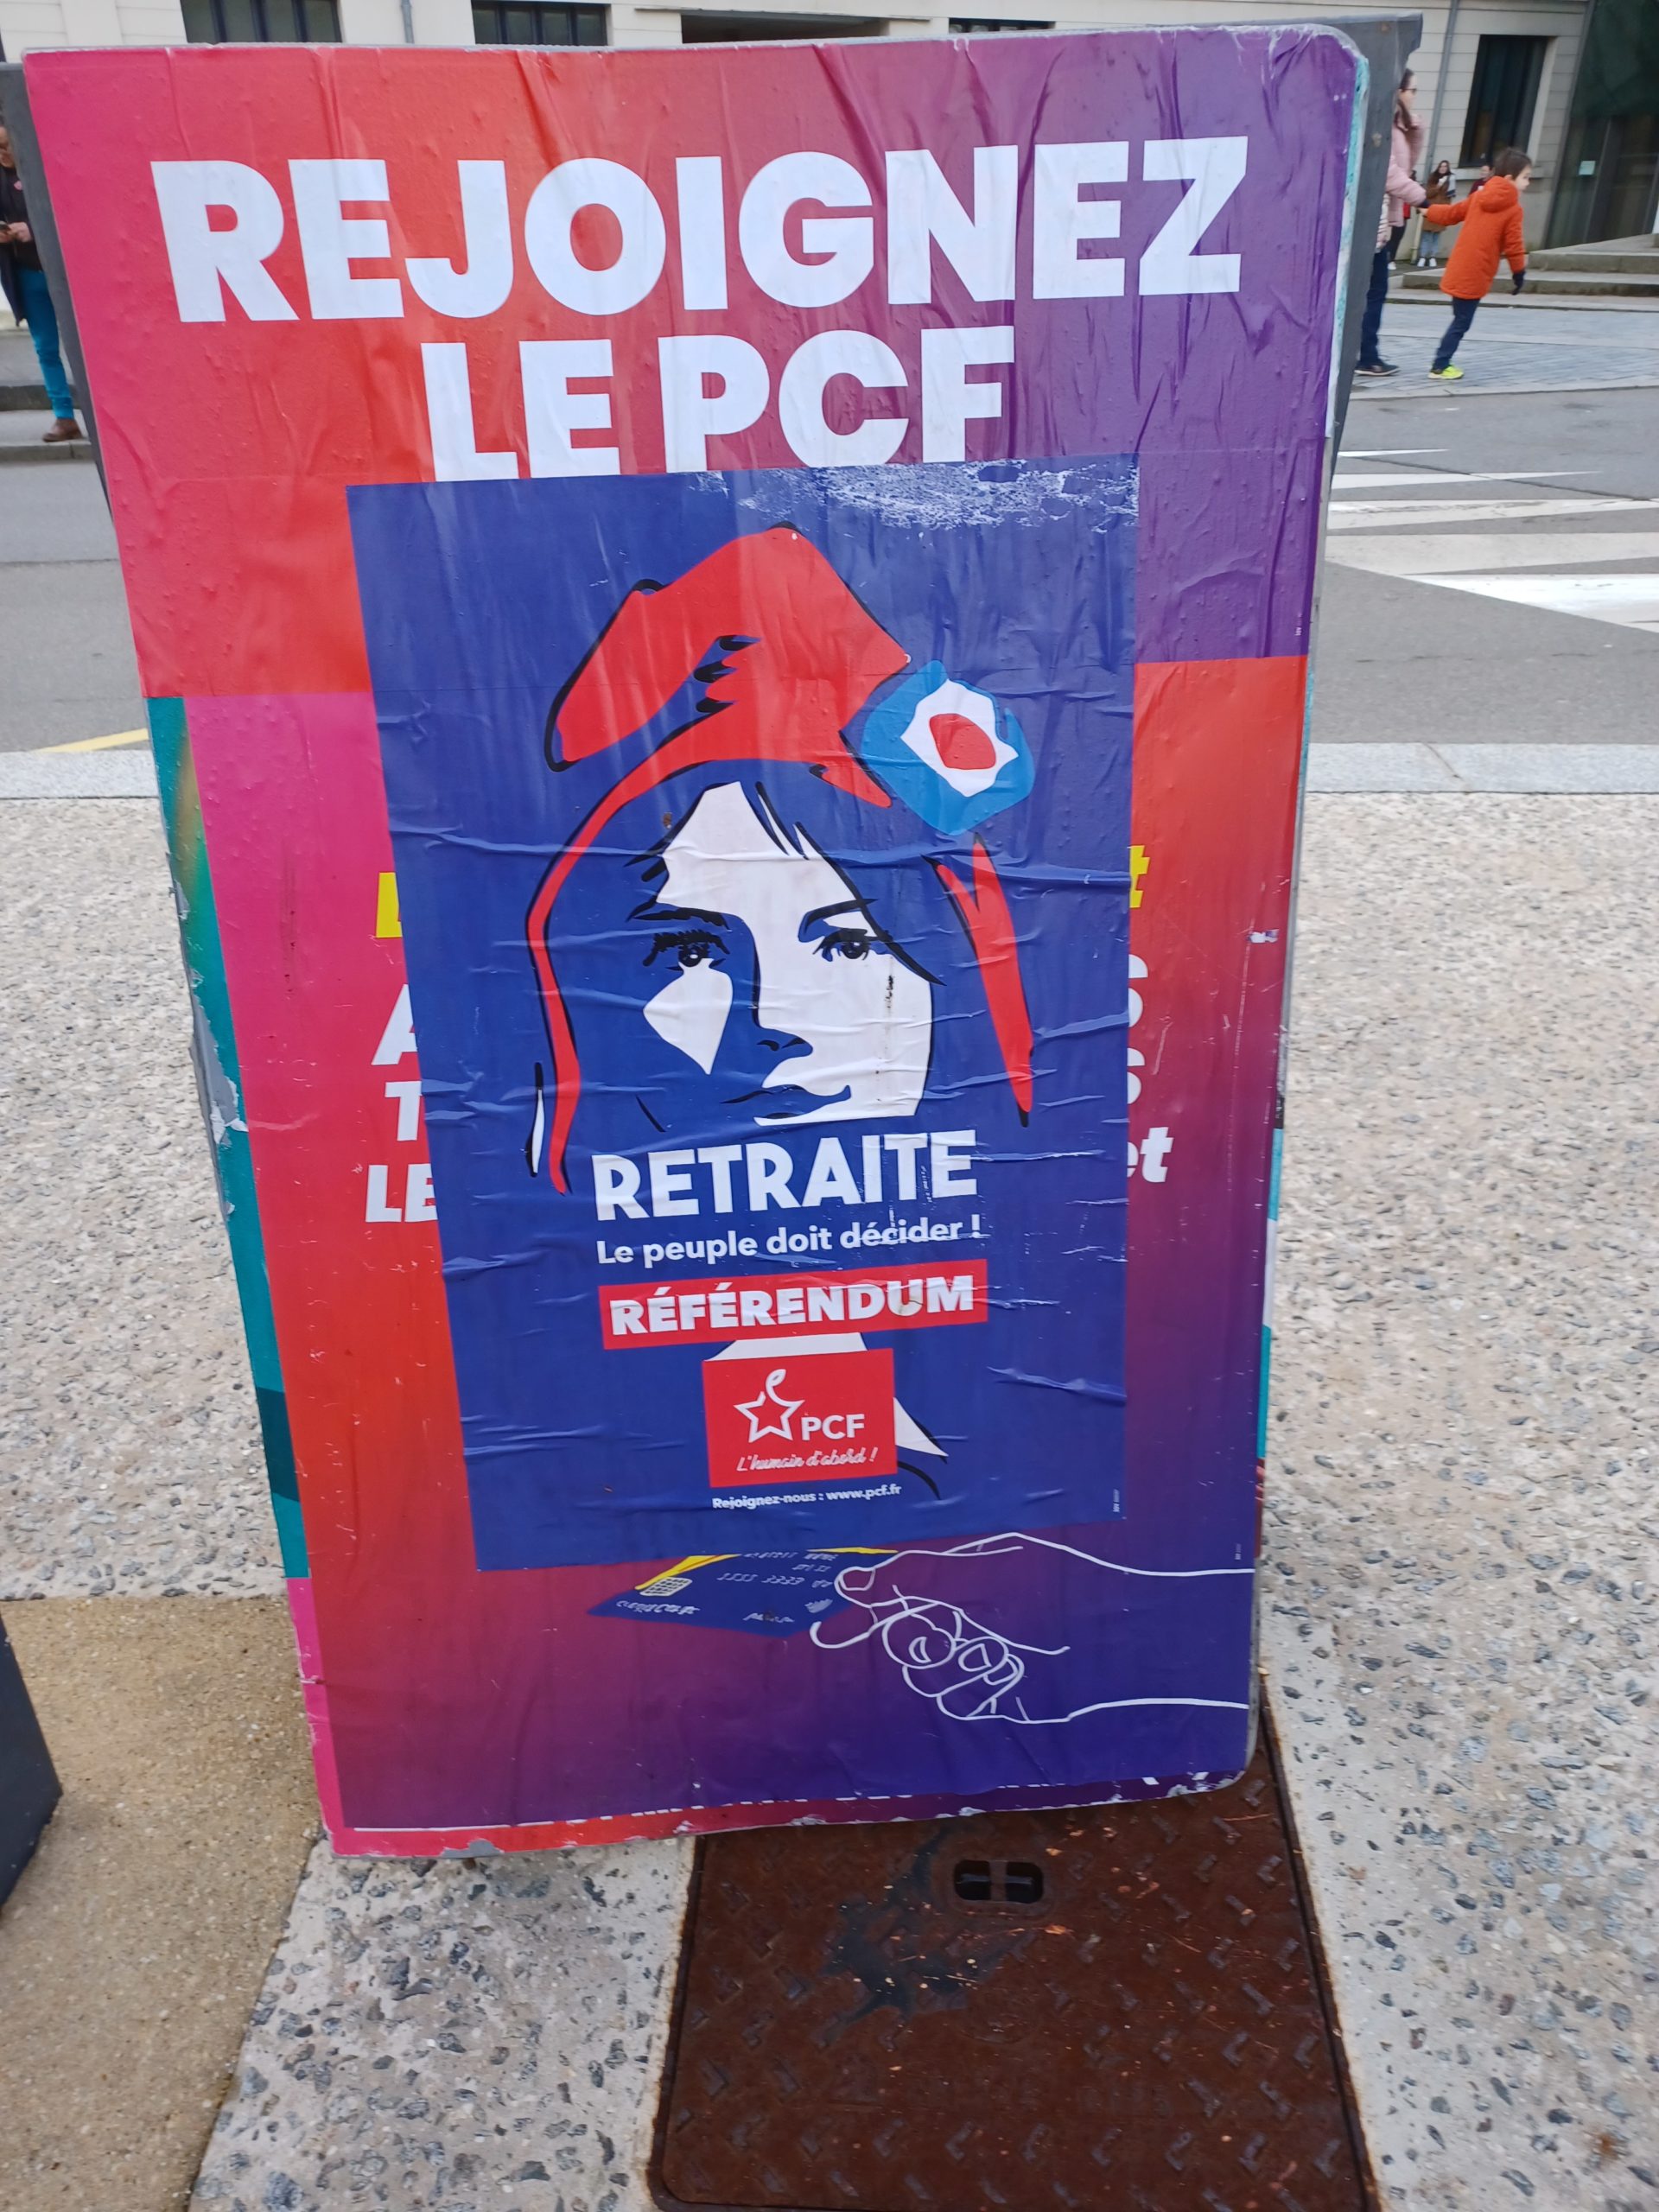 REJOIGNEZ
LE PCF
RETRAITE
Le peuple doit décider !
RÉFÉRENDUM
PCF
L'humain d'abord !
Rejoignez-nous : www.pcf.fr